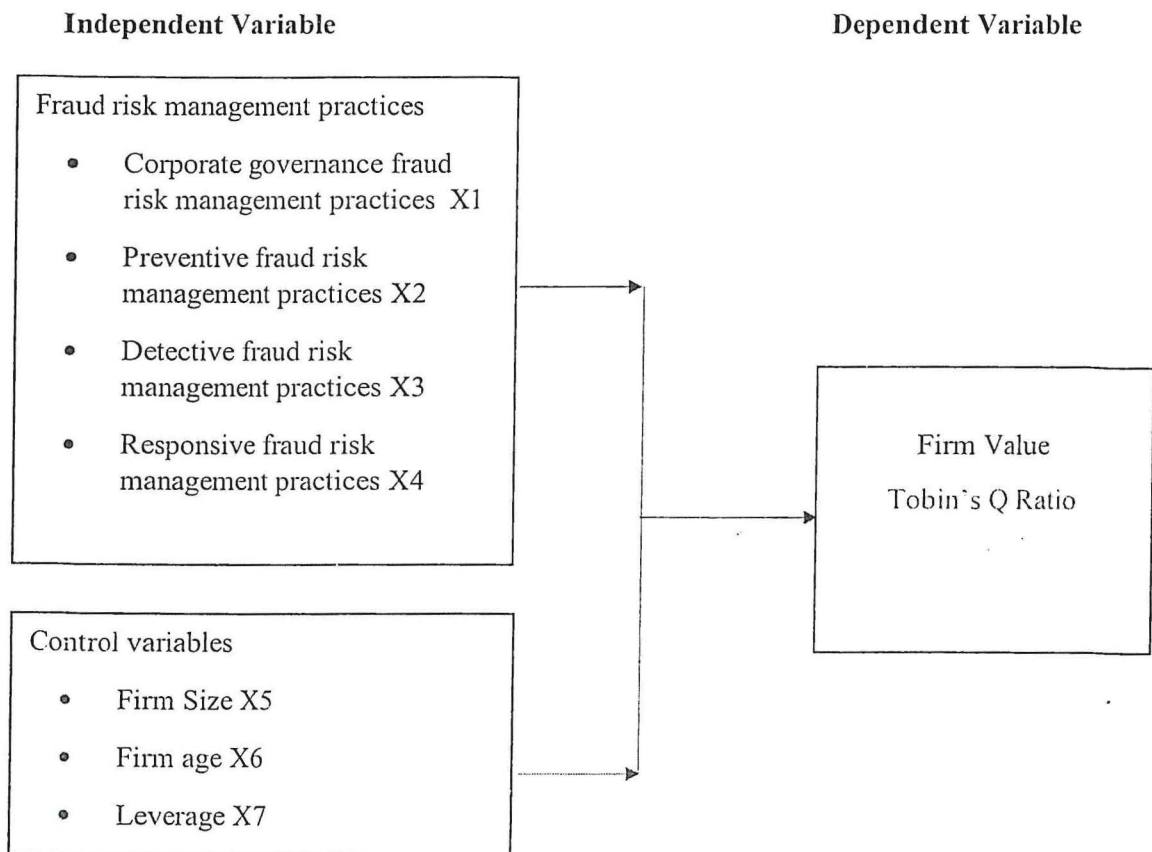 Independent Variable
Dependent Variable
Fraud risk management practices
• Corporate governance fraud
risk management practices X1
• Preventive fraud risk
management practices X2
• Detective fraud risk
management practices X3
• Responsive fraud risk
management practices X4
Firm Value
Tobin's Q Ratio
Control variables
• Firm Size X5
• Firm age X6
• Leverage X7